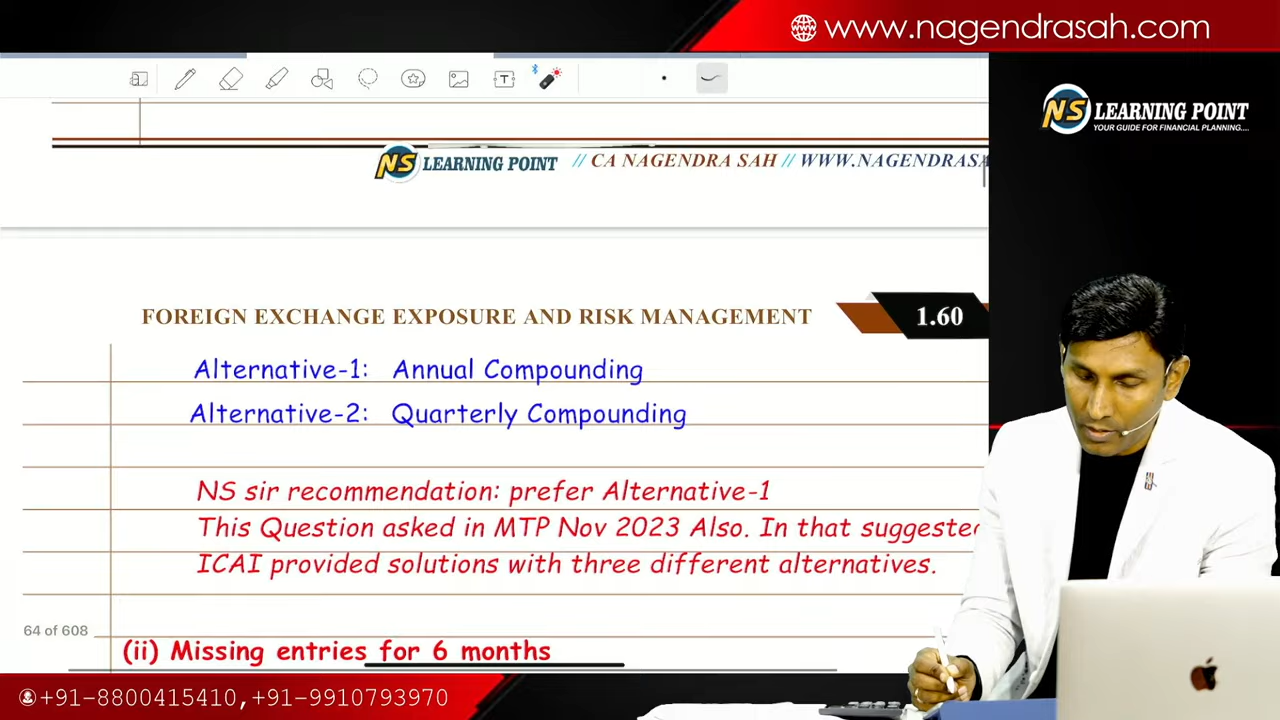 www.nagendrasah.com
NS LEARNING POINT
YOUR GUIDE FOR FINANCIAL PLANNING....
NS LEARNING POINT // CA NAGENDRA SAH // WWW.NAGENDRASA
FOREIGN EXCHANGE EXPOSURE AND RISK MANAGEMENT 1.60
Alternative-1: Annual Compounding
Alternative-2: Quarterly Compounding
NS sir recommendation: prefer Alternative-1
This Question asked in MTP Nov 2023 Also. In that suggested
ICAI provided solutions with three different alternatives.
64 of 608
(ii) Missing entries for 6 months
+91-8800415410,+91-9910793970